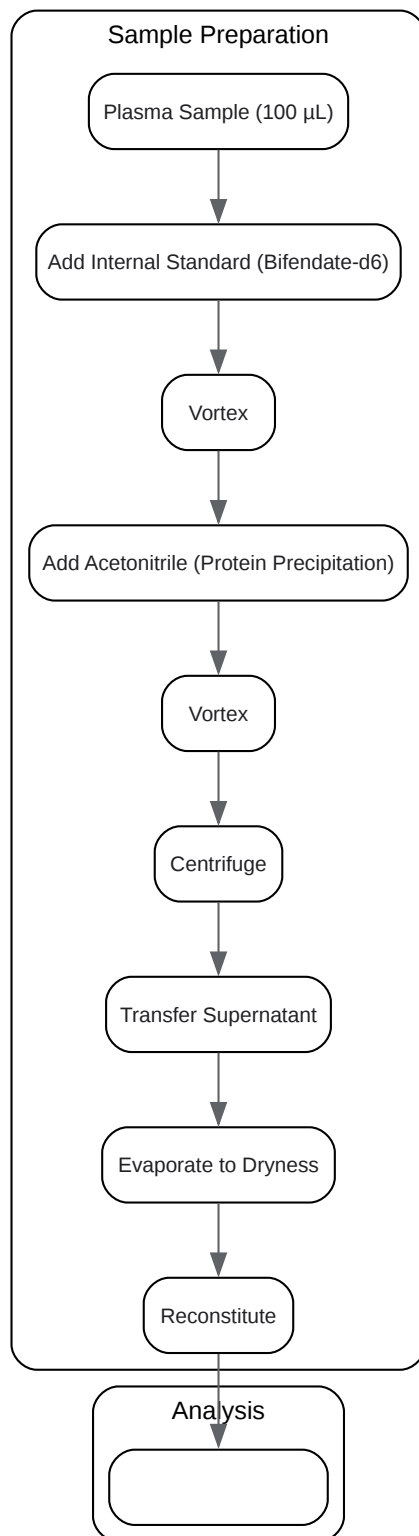 Sample Preparation
Plasma Sample (100 µL)
Add Internal Standard (Bifendate-d6)
Vortex
Add Acetonitrile (Protein Precipitation)
Vortex
Centrifuge
Transfer Supernatant
Evaporate to Dryness
Reconstitute
Analysis